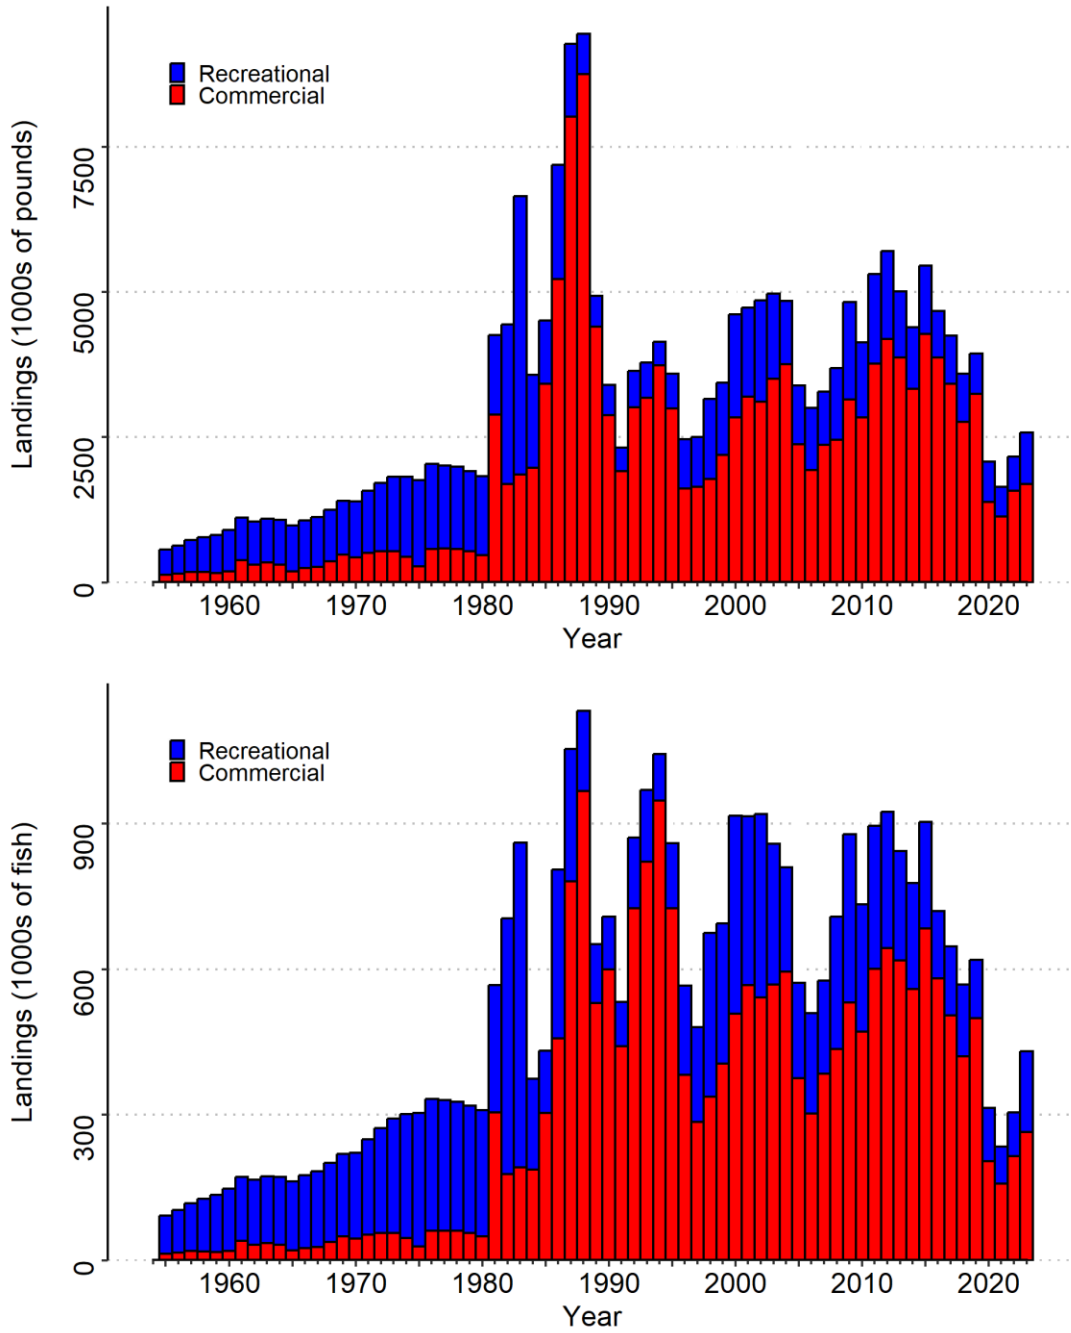 Landings (1000s of pounds)
7500
5000
2500
0
Recreational
Commercial
1960 1970 1980 1990 2000 2010 2020
Year
Landings (1000s of fish)
900
600
300
0
Recreational
Commercial
1960 1970 1980 1990 2000 2010 2020
Year